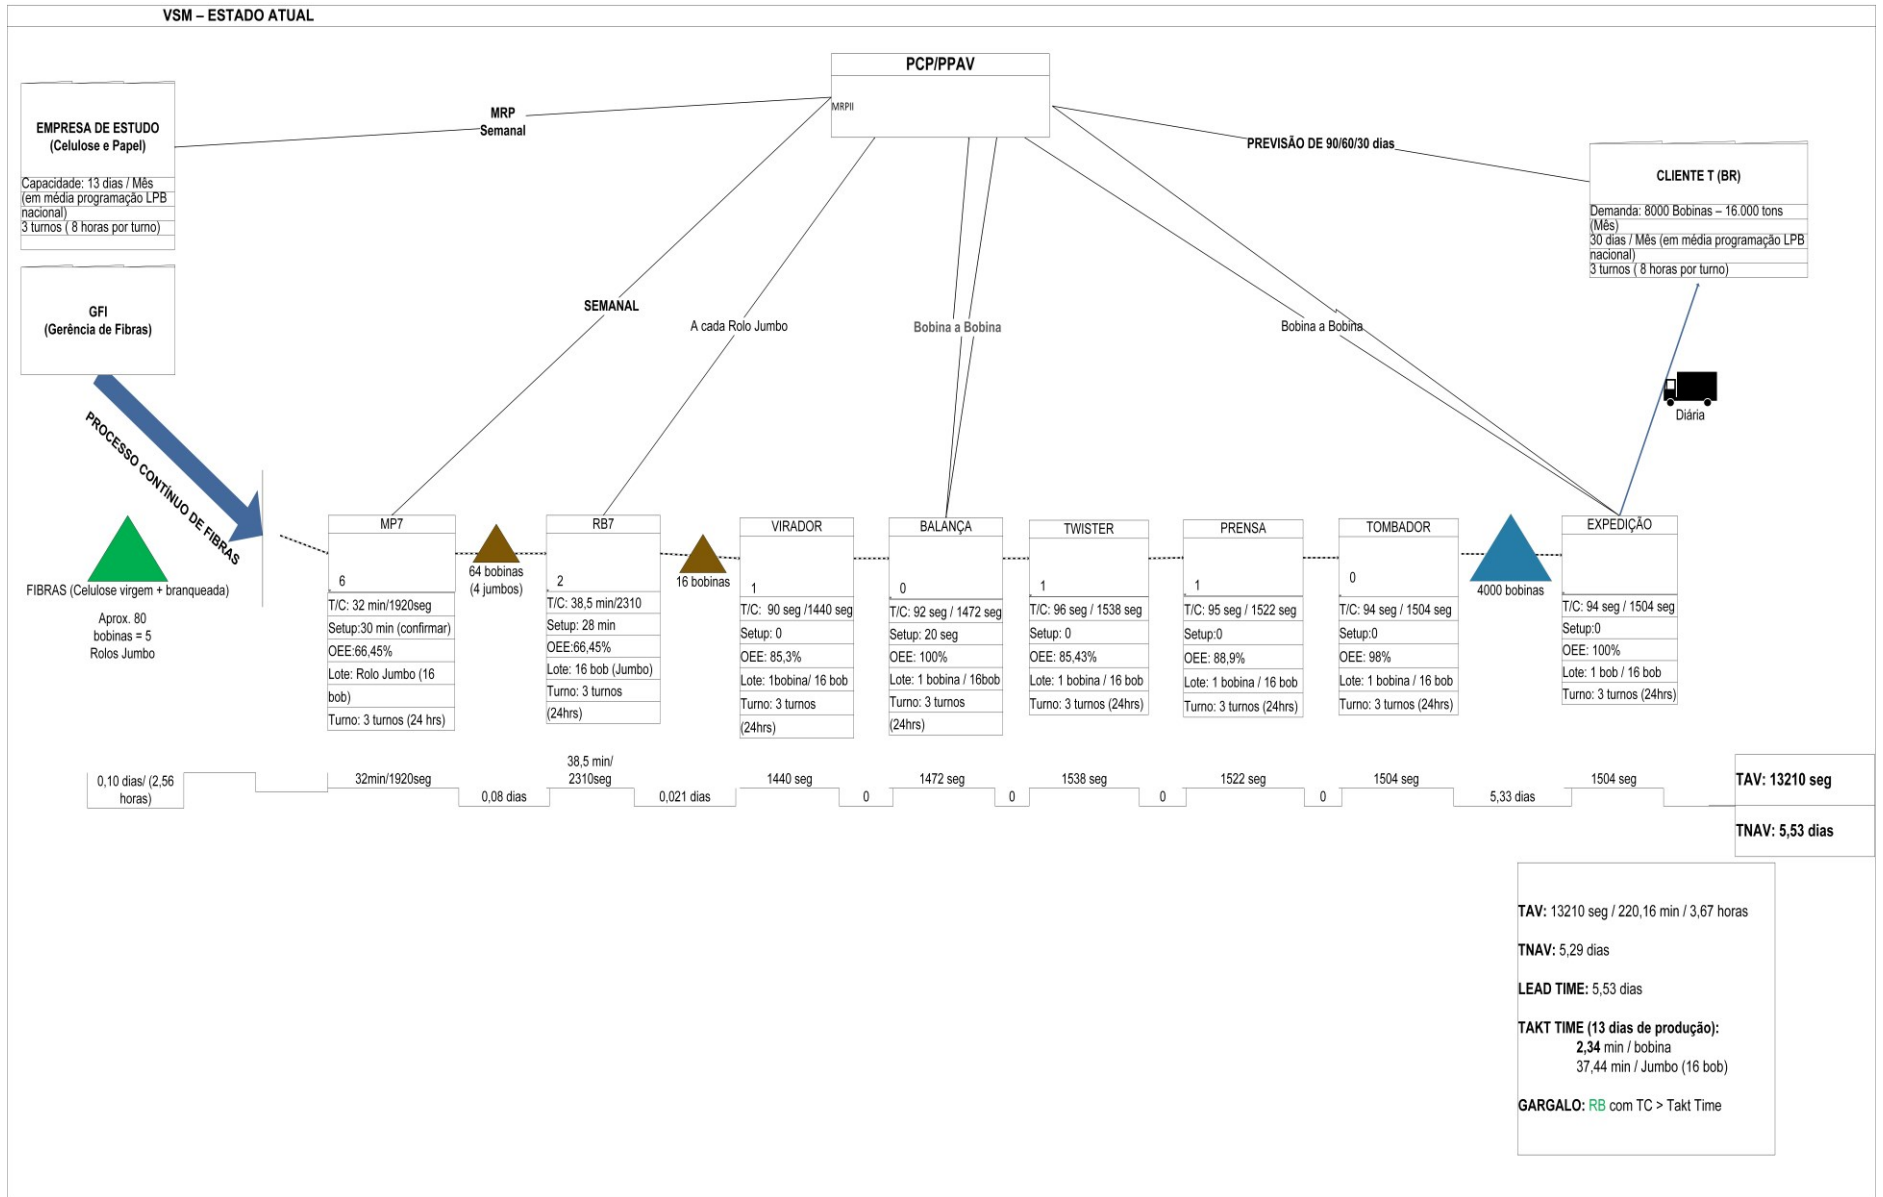 VSM – ESTADO ATUAL
PCP/PPAV
MRPII
EMPRESA DE ESTUDO
(Celulose e Papel)
Capacidade: 13 dias / Mês
(em média programação LPB
nacional)
3 turnos ( 8 horas por turno)
MRP
Semanal
PREVISÃO DE 90/60/30 dias
CLIENTE T (BR)
Demanda: 8000 Bobinas – 16.000 tons
(Mês)
30 dias / Mês (em média programação LPB
nacional)
3 turnos ( 8 horas por turno)
GFI
(Gerência de Fibras)
SEMANAL
A cada Rolo Jumbo
Bobina a Bobina
Bobina a Bobina
Diária
PROCESSO CONTÍNUO DE FIBRAS
FIBRAS (Celulose virgem + branqueada)
Aprox. 80
bobinas = 5
Rolos Jumbo
MP7
6
T/C: 32 min/1920seg
Setup:30 min (confirmar)
OEE:66,45%
Lote: Rolo Jumbo (16
bob)
Turno: 3 turnos (24 hrs)
64 bobinas
(4 jumbos)
RB7
2
T/C: 38,5 min/2310
Setup: 28 min
OEE:66,45%
Lote: 16 bob (Jumbo)
Turno: 3 turnos
(24hrs)
16 bobinas
VIRADOR
1
T/C: 90 seg /1440 seg
Setup: 0
OEE: 85,3%
Lote: 1bobina/ 16 bob
Turno: 3 turnos
(24hrs)
BALANÇA
0
T/C: 92 seg / 1472 seg
Setup: 20 seg
OEE: 100%
Lote: 1 bobina / 16bob
Turno: 3 turnos
(24hrs)
TWISTER
1
T/C: 96 seg / 1538 seg
Setup: 0
OEE: 85,43%
Lote: 1 bobina / 16 bob
Turno: 3 turnos (24hrs)
PRENSA
1
T/C: 95 seg / 1522 seg
Setup:0
OEE: 88,9%
Lote: 1 bobina / 16 bob
Turno: 3 turnos (24hrs)
TOMBADOR
0
T/C: 94 seg / 1504 seg
Setup:0
OEE: 98%
Lote: 1 bobina / 16 bob
Turno: 3 turnos (24hrs)
4000 bobinas
EXPEDIÇÃO
T/C: 94 seg / 1504 seg
Setup:0
OEE: 100%
Lote: 1 bob / 16 bob
Turno: 3 turnos (24hrs)
0,10 dias/ (2,56
horas)
32min/1920seg
0,08 dias
38,5 min/
2310seg
0,021 dias
1440 seg
0
1472 seg
0
1538 seg
0
1522 seg
0
1504 seg
5,33 dias
1504 seg
TAV: 13210 seg
TNAV: 5,53 dias
TAV: 13210 seg / 220,16 min / 3,67 horas
TNAV: 5,29 dias
LEAD TIME: 5,53 dias
TAKT TIME (13 dias de produção):
2,34 min / bobina
37,44 min / Jumbo (16 bob)
GARGALO: RB com TC > Takt Time